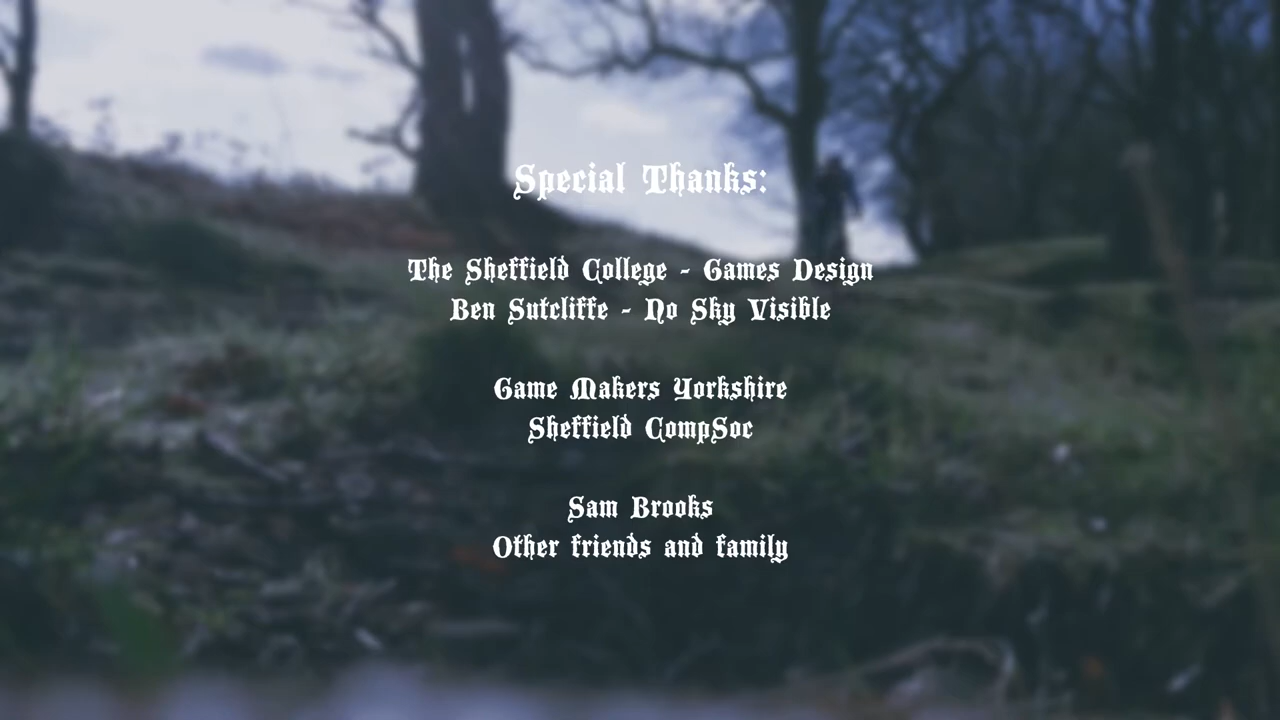 Special Thanks:
The Sheffield College - Games Design
Ben Sutcliffe - No Sky Visible
Game Makers Yorkshire
Sheffield CompSoc
Sam Brooks
Other friends and family